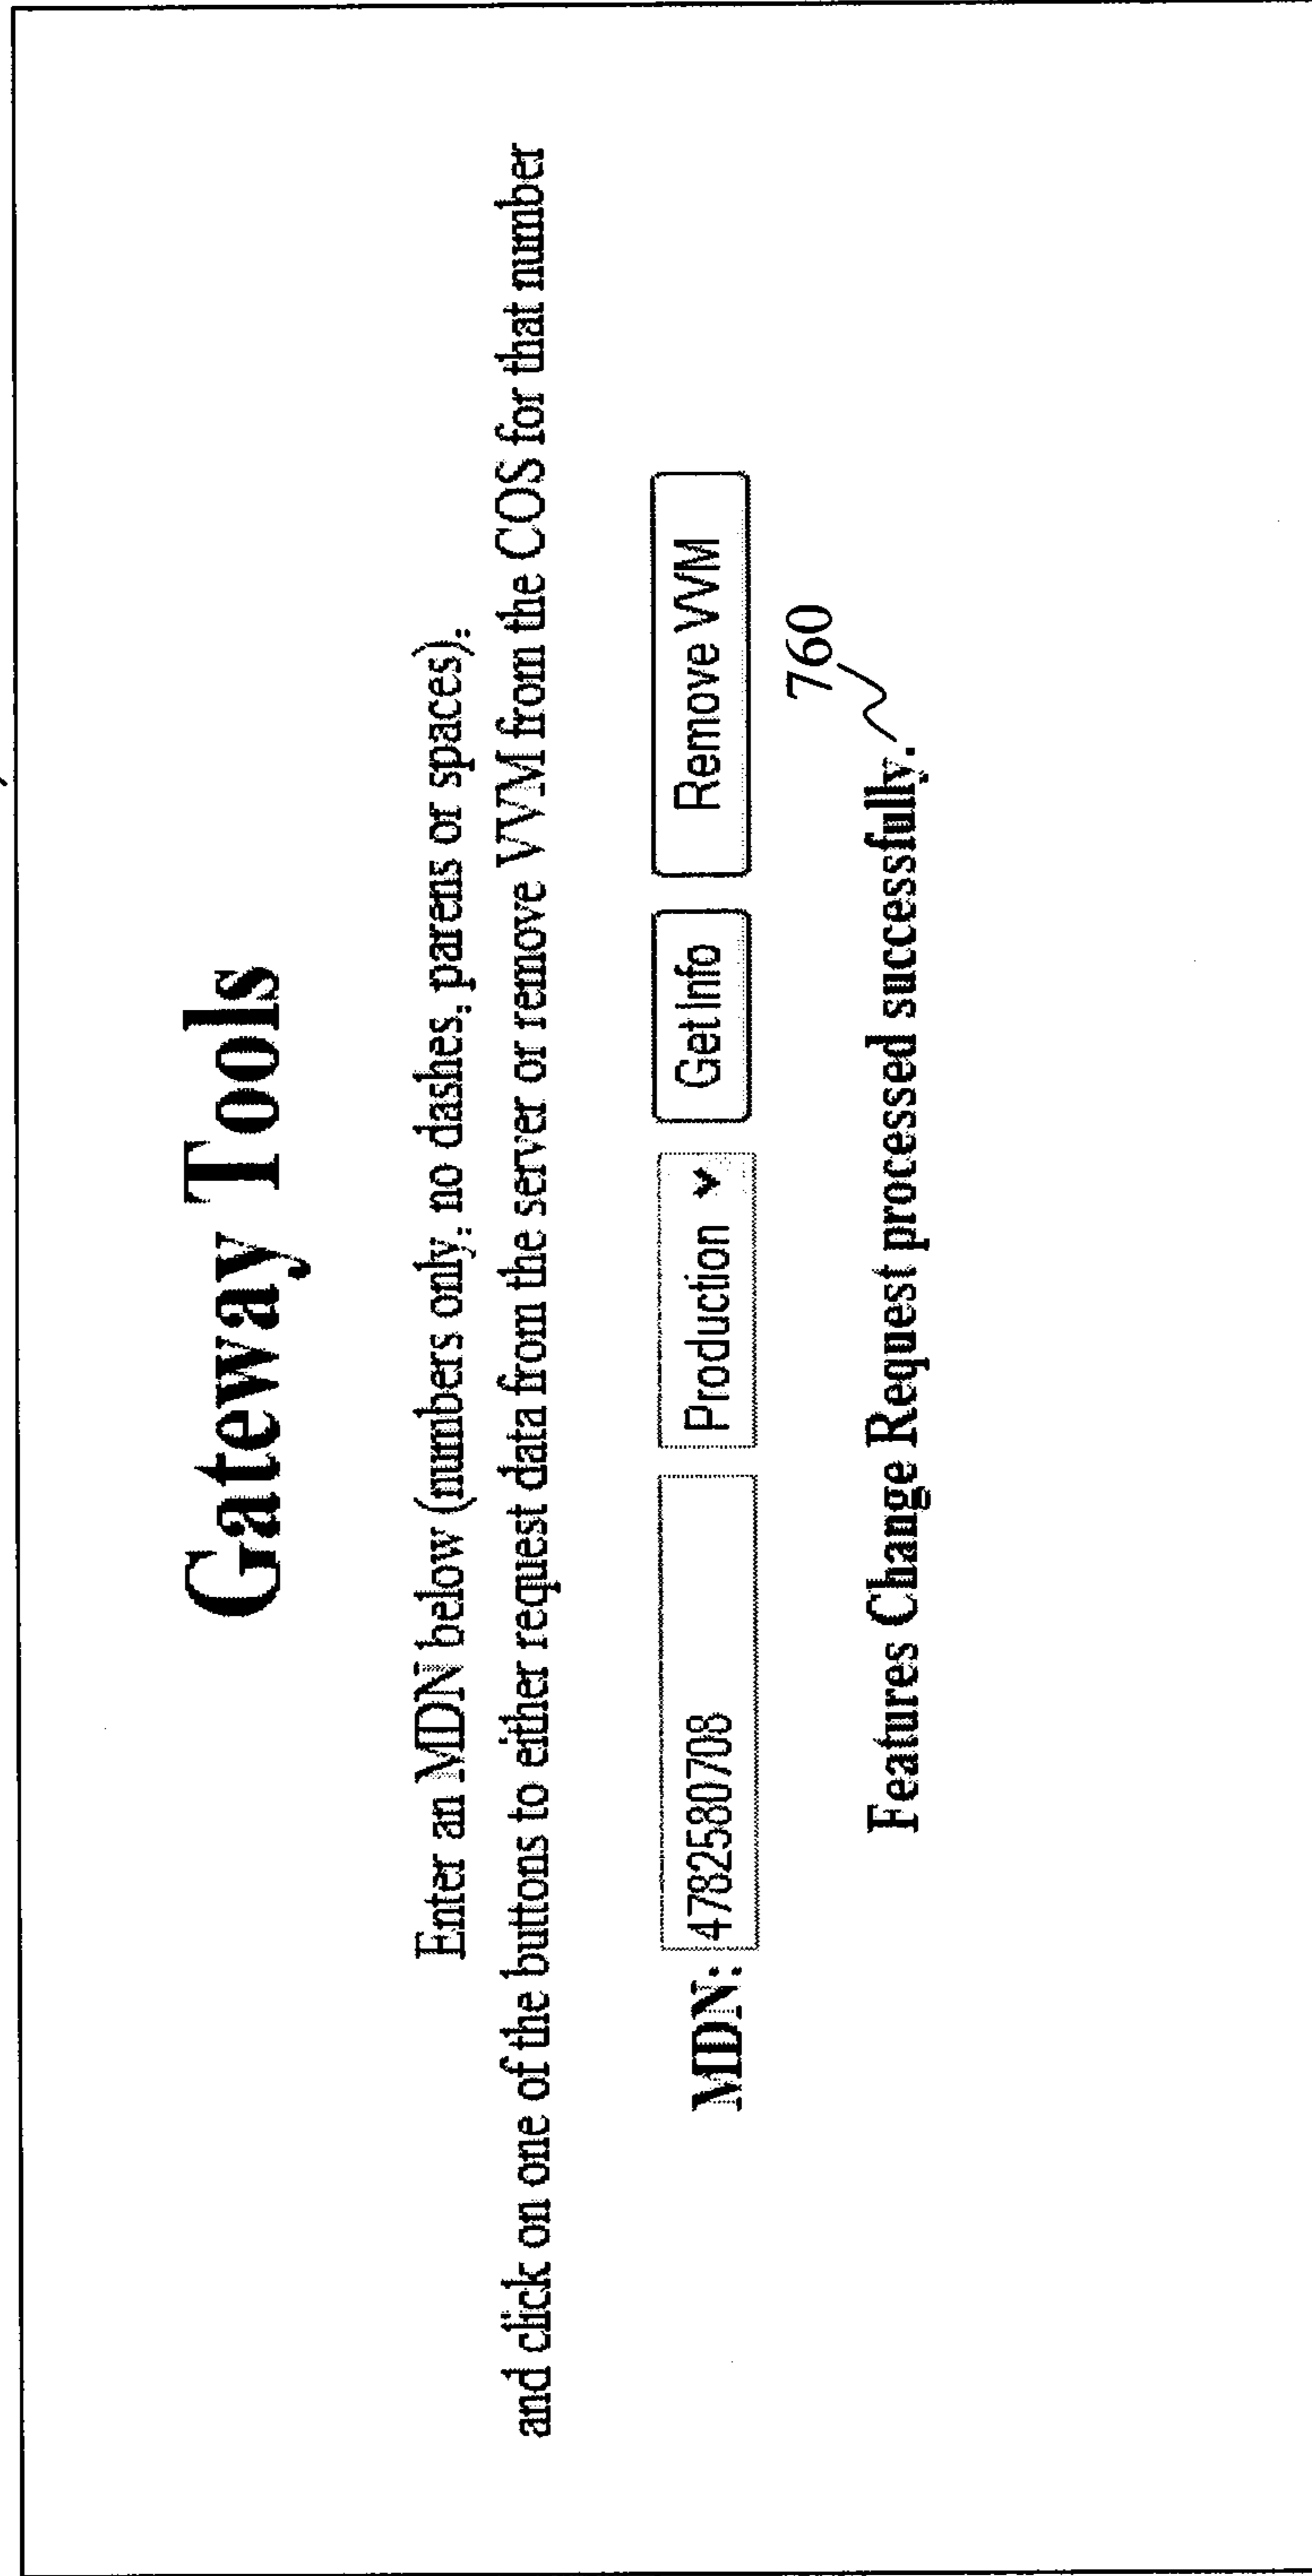 Gateway Tools
Enter an MDN below (numbers only, no dashes, parens or spaces).
and click on one of the buttons to either request data from the server or remove VVM from the COS for that number
MDN: 4782580708 Production Get Info Remove VVM
760
Features Change Request processed successfully.